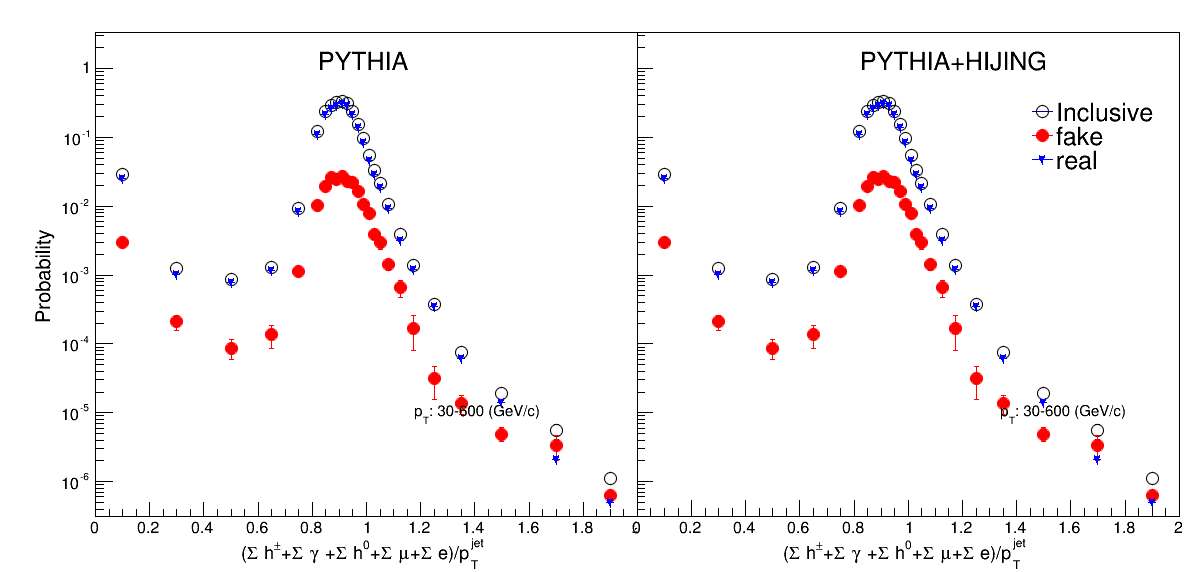 PYTHIA
PYTHIA+HIJING
Inclusive
fake
real
Probability
1
10^-1
10^-2
10^-3
10^-4
10^-5
10^-6
p_T: 30-600 (GeV/c)
p_T: 30-600 (GeV/c)
0 0.2 0.4 0.6 0.8 1 1.2 1.4 1.6 1.8 2
0 0.2 0.4 0.6 0.8 1 1.2 1.4 1.6 1.8 2
(Σ h^±+Σ γ +Σ h^0+Σ μ+Σ e)/p_T^jet
(Σ h^±+Σ γ +Σ h^0+Σ μ+Σ e)/p_T^jet